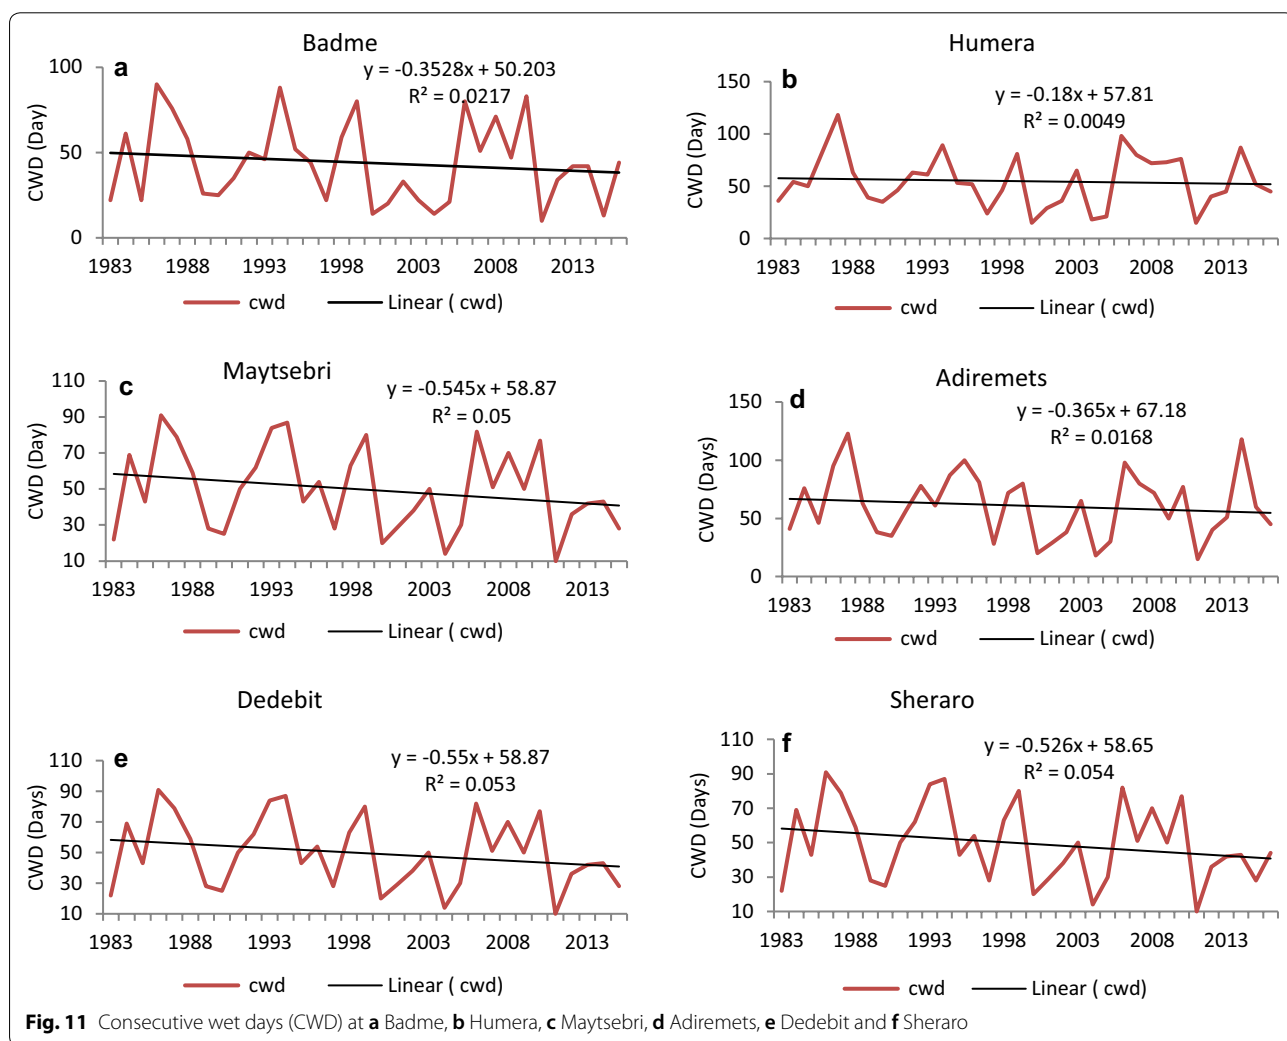 Badme
a
y = -0.3528x + 50.203
R² = 0.0217
CWD (Day)
100
50
0
1983 1988 1993 1998 2003 2008 2013
cwd Linear ( cwd)
Humera
b
y = -0.18x + 57.81
R² = 0.0049
CWD (Day)
150
100
50
0
1983 1988 1993 1998 2003 2008 2013
cwd Linear ( cwd)
Maytsebri
c
y = -0.545x + 58.87
R² = 0.05
CWD (Day)
110
90
70
50
30
10
1983 1988 1993 1998 2003 2008 2013
cwd Linear ( cwd)
Adiremets
d
y = -0.365x + 67.18
R² = 0.0168
CWD (Days)
150
100
50
0
1983 1988 1993 1998 2003 2008 2013
cwd Linear ( cwd)
Dedebit
e
y = -0.55x + 58.87
R² = 0.053
CWD (Days)
110
90
70
50
30
10
1983 1988 1993 1998 2003 2008 2013
cwd Linear ( cwd)
Sheraro
f
y = -0.526x + 58.65
R² = 0.054
CWD (Days)
110
90
70
50
30
10
1983 1988 1993 1998 2003 2008 2013
cwd Linear ( cwd)
Fig. 11 Consecutive wet days (CWD) at a Badme, b Humera, c Maytsebri, d Adiremets, e Dedebit and f Sheraro